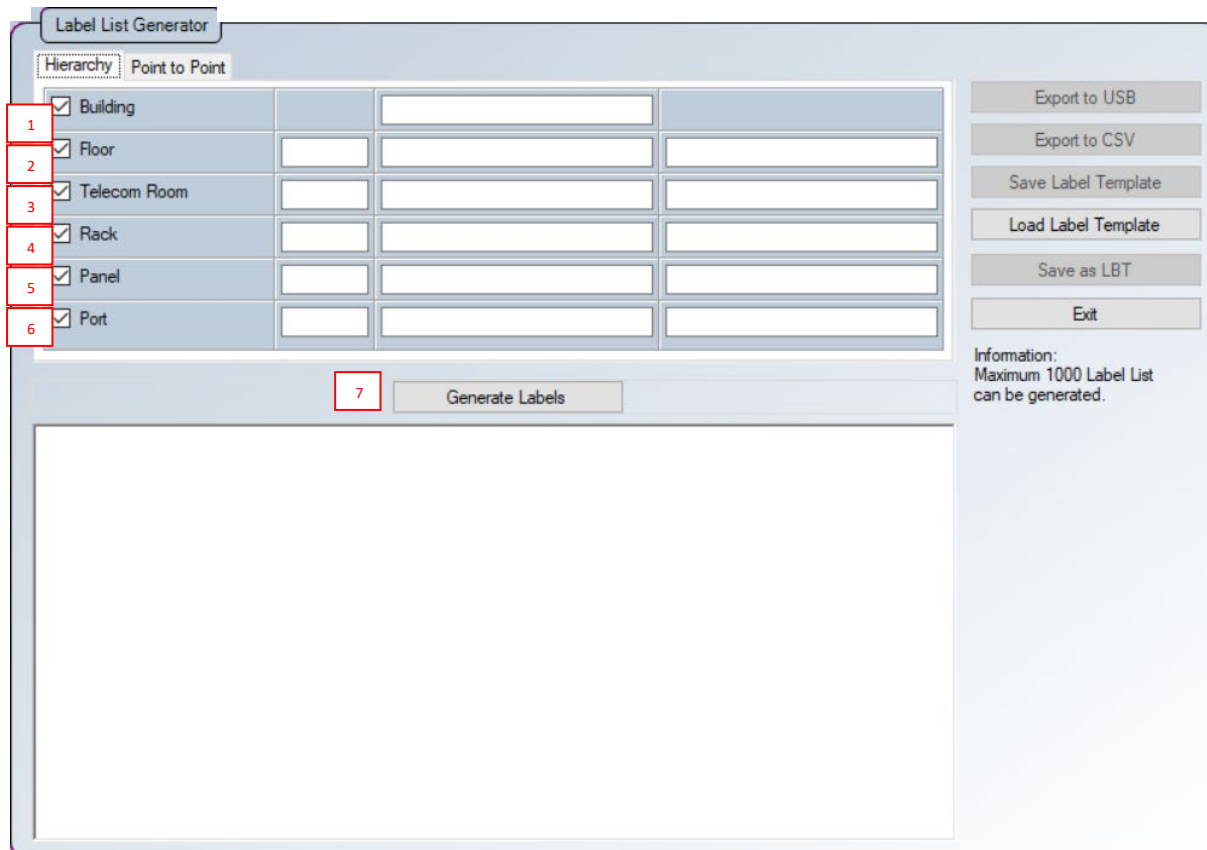 Label List Generator
Hierarchy Point to Point
1 Building
2 Floor
3 Telecom Room
4 Rack
5 Panel
6 Port
Export to USB
Export to CSV
Save Label Template
Load Label Template
Save as LBT
Exit
Information:
Maximum 1000 Label List
can be generated.
7 Generate Labels